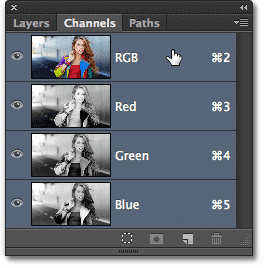 Layers Channels Paths
RGB ⌘2
Red ⌘3
Green ⌘4
Blue ⌘5